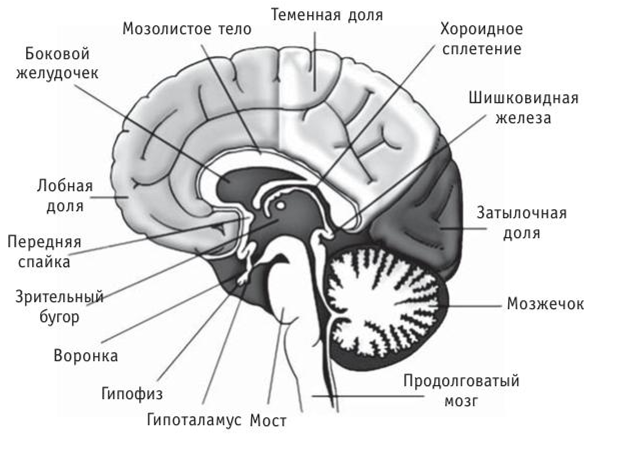 Теменная доля
Мозолистое тело
Хороидное
сплетение
Боковой
желудочек
Шишковидная
железа
Лобная
доля
Затылочная
доля
Передняя
спайка
Зрительный
бугор
Мозжечок
Воронка
Гипофиз
Продолговатый
мозг
Гипоталамус
Мост